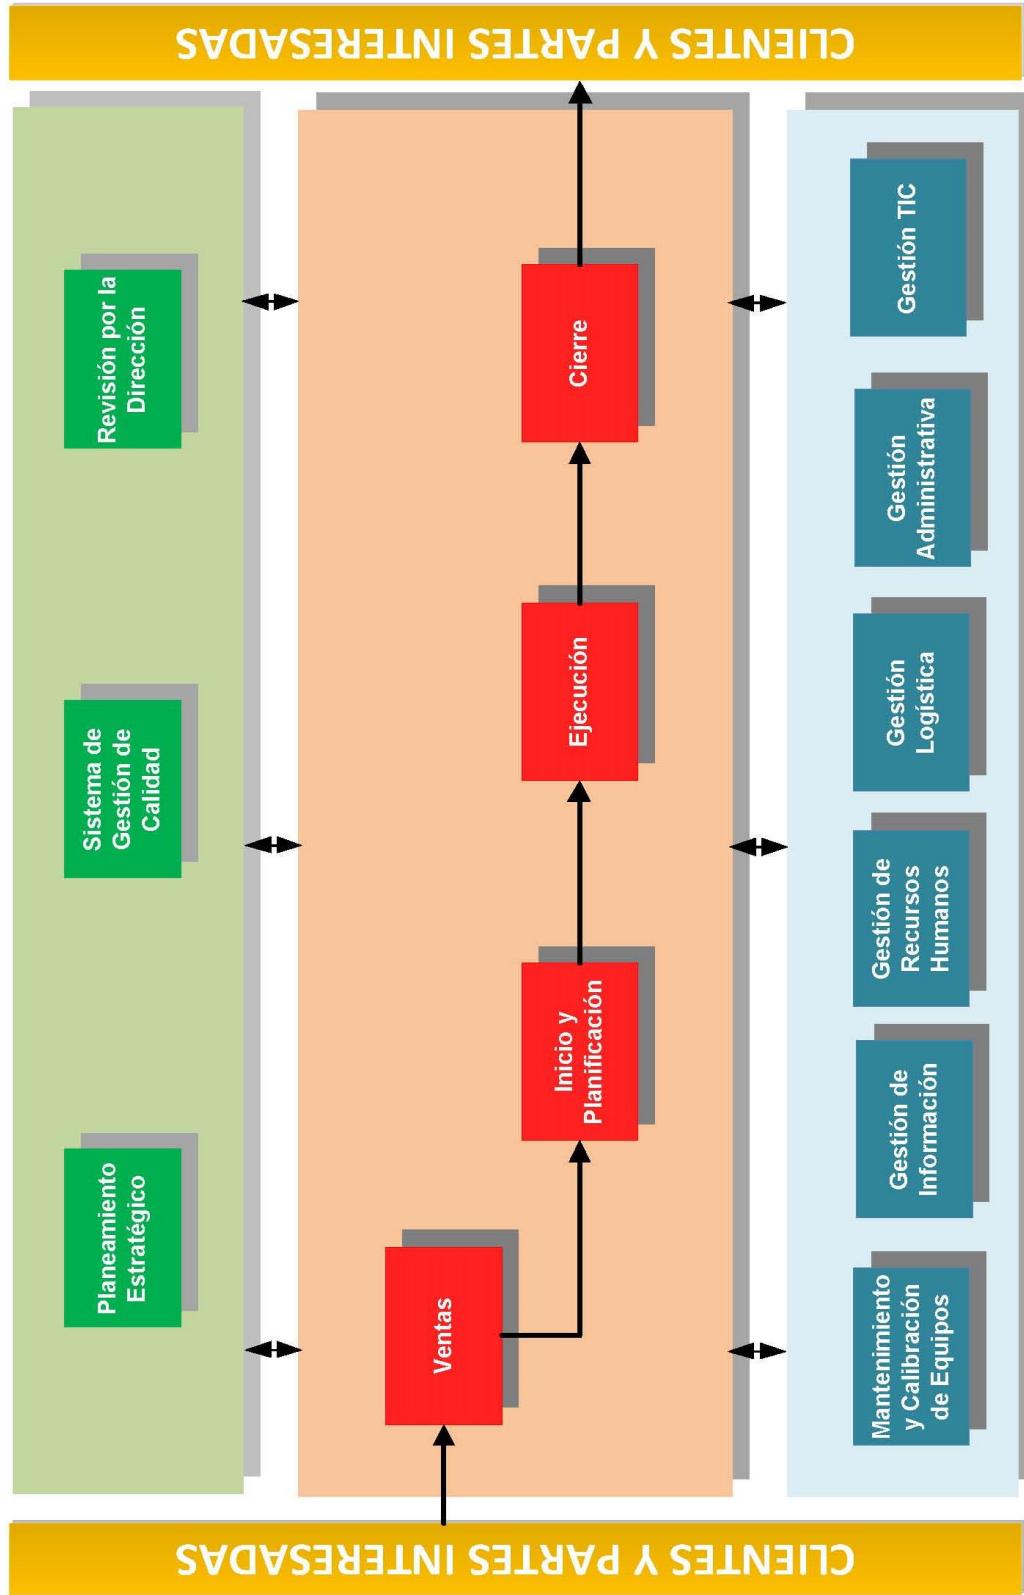 CLIENTES Y PARTES INTERESADAS
Planeamiento
Estratégico
Sistema de
Gestión de
Calidad
Revisión por la
Dirección
Ventas
Inicio y
Planificación
Ejecución
Cierre
Mantenimiento
y Calibración
de Equipos
Gestión de
Información
Gestión de
Recursos
Humanos
Gestión
Logística
Gestión
Administrativa
Gestión TIC
CLIENTES Y PARTES INTERESADAS